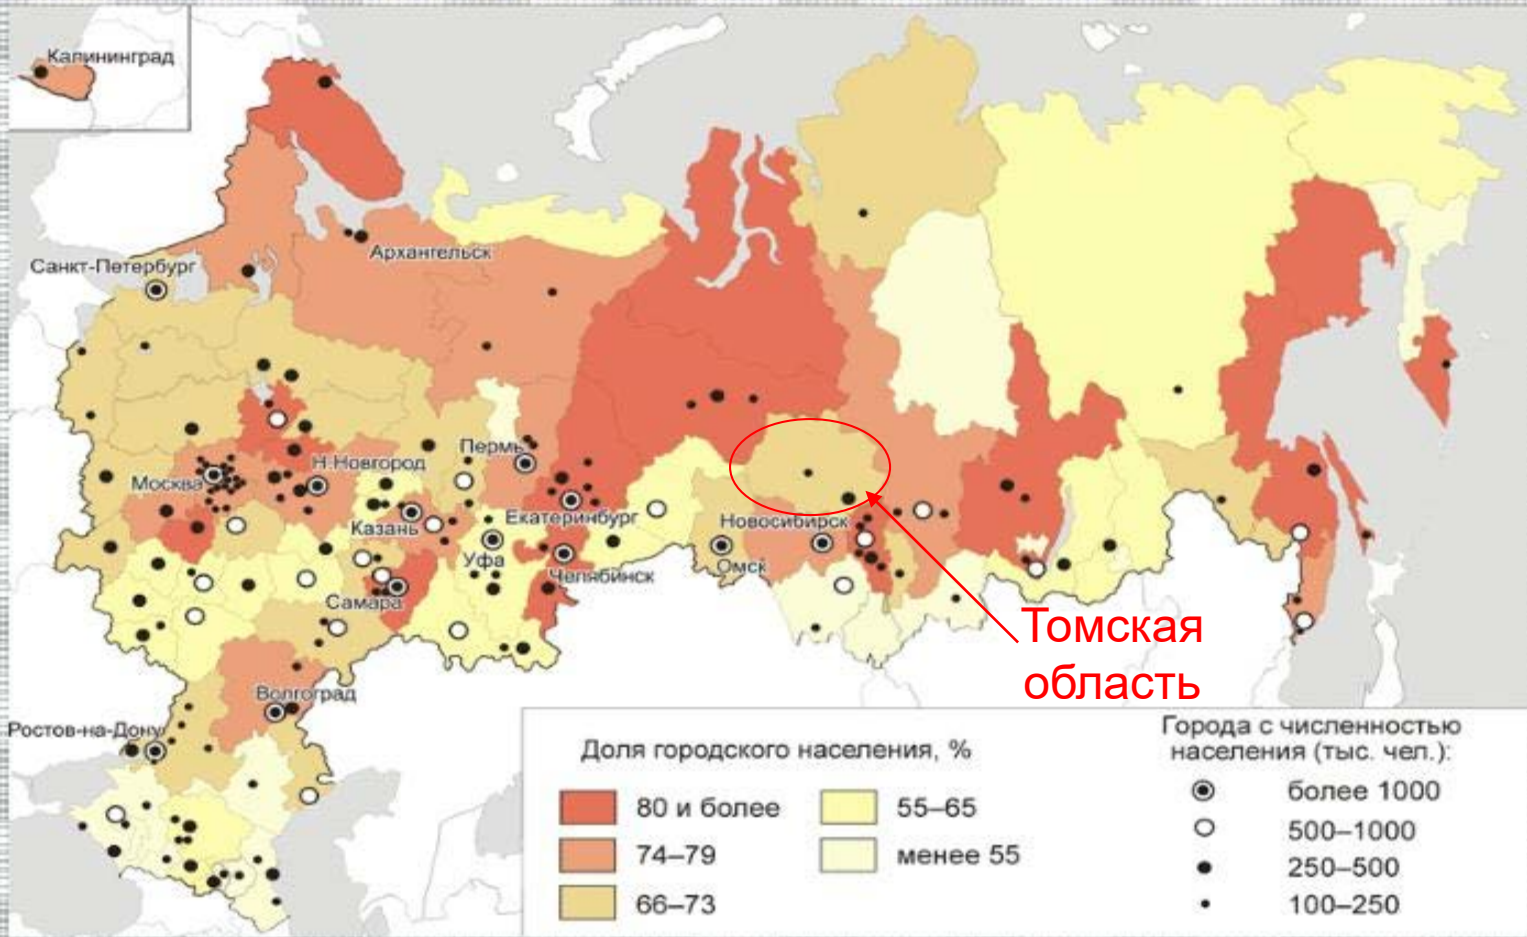 Калининград
Архангельск
Санкт-Петербург
Пермь
Н.Новгород
Москва
Екатеринбург
Новосибирск
Казань
Уфа
Омск
Челябинск
Самара
Томская
область
Волгоград
Ростов-на-Дону
Доля городского населения, %
80 и более
74–79
66–73
55–65
менее 55
Города с численностью
населения (тыс. чел.):
более 1000
500–1000
250–500
100–250